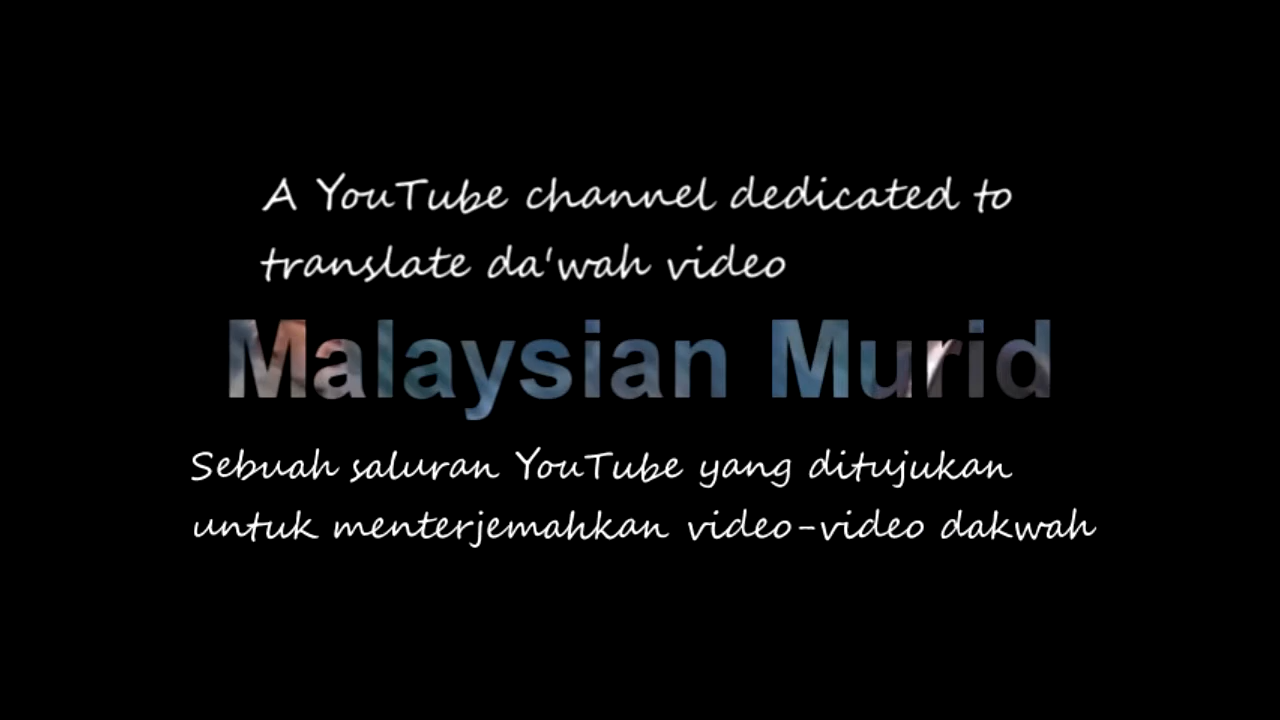 A YouTube channel dedicated to
translate da'wah video
Malaysian Murid
Sebuah saluran YouTube yang ditujukan
untuk menterjemahkan video-video dakwah